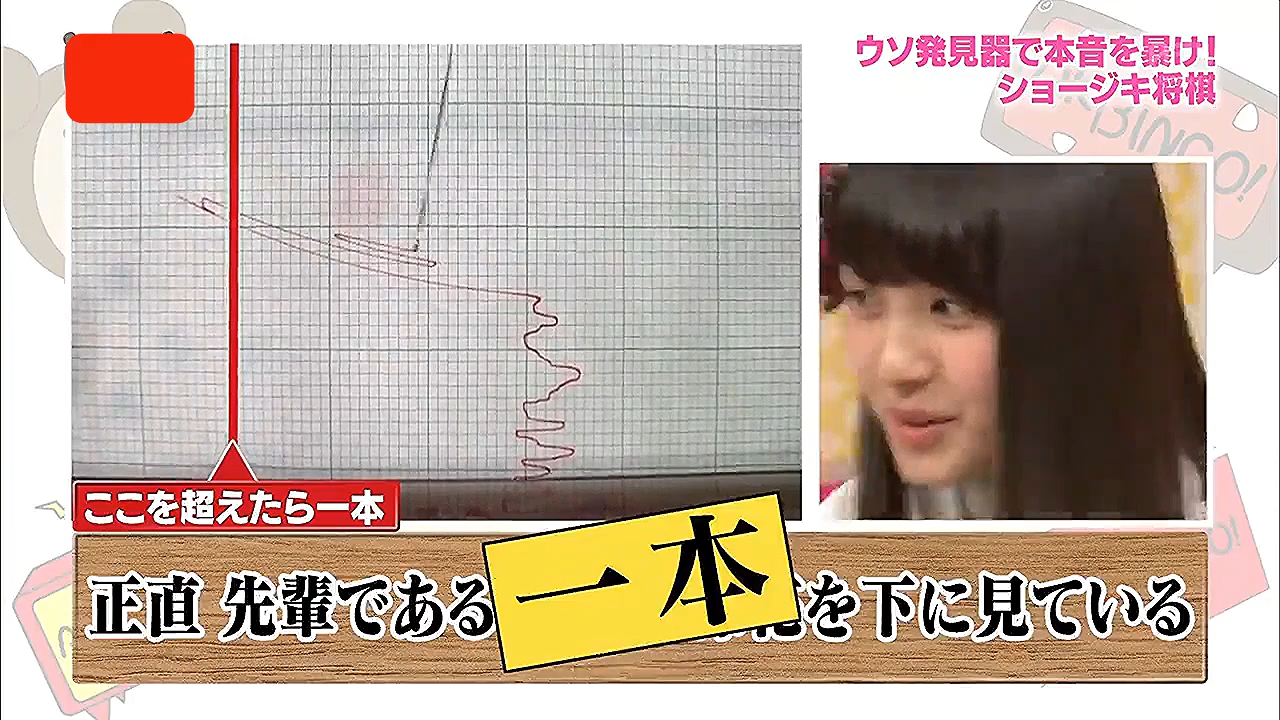 ウソ発見器で本音を暴け!
ショージキ将棋
BINGO!
ここを超えたら一本
一本
正直 先輩である
を下に見ている